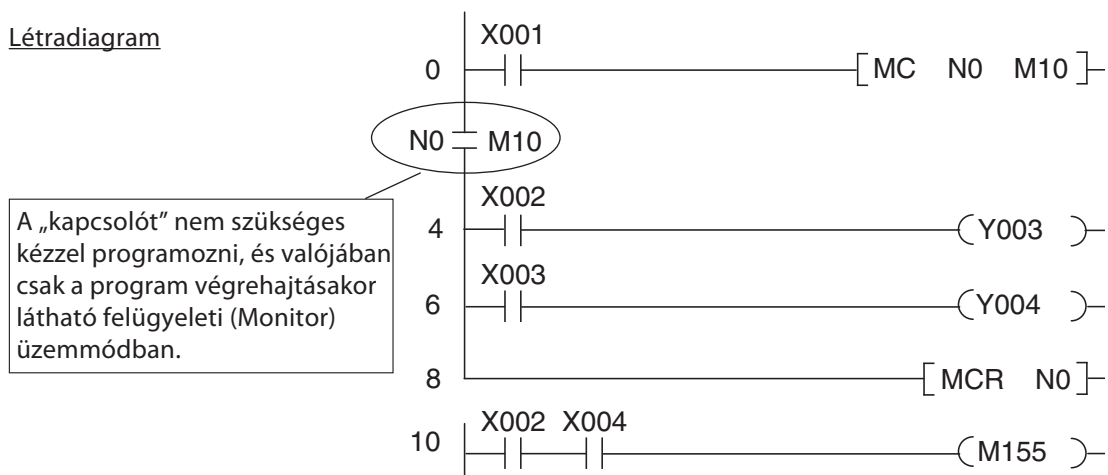 Létradiagram
X001
0 MC N0 M10
N0 M10
A „kapcsolót” nem szükséges
kézzel programozni, és valójában
csak a program végrehajtásakor
látható felügyeleti (Monitor)
üzemmódban.
X002
4 Y003
X003
6 Y004
8 MCR N0
X002 X004
10 M155